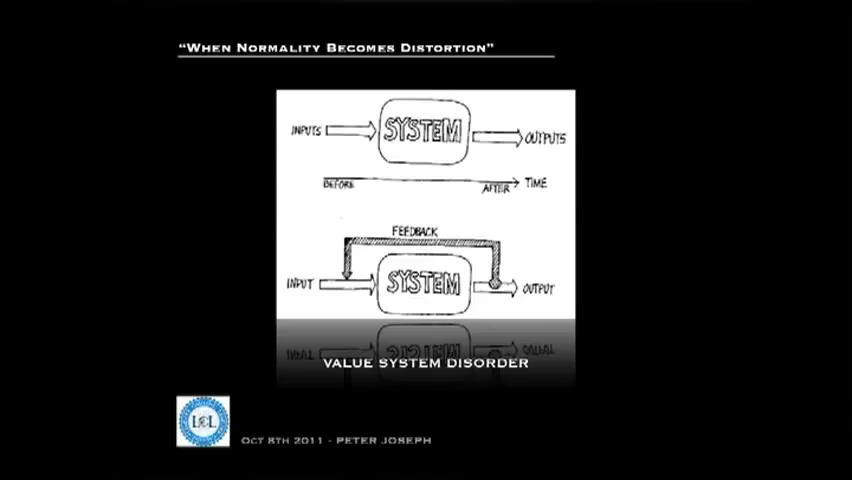 “When Normality Becomes Distortion”
INPUTS SYSTEM OUTPUTS
BEFORE AFTER TIME
FEEDBACK
INPUT SYSTEM OUTPUT
VALUE SYSTEM DISORDER
Oct 8th 2011 - PETER JOSEPH